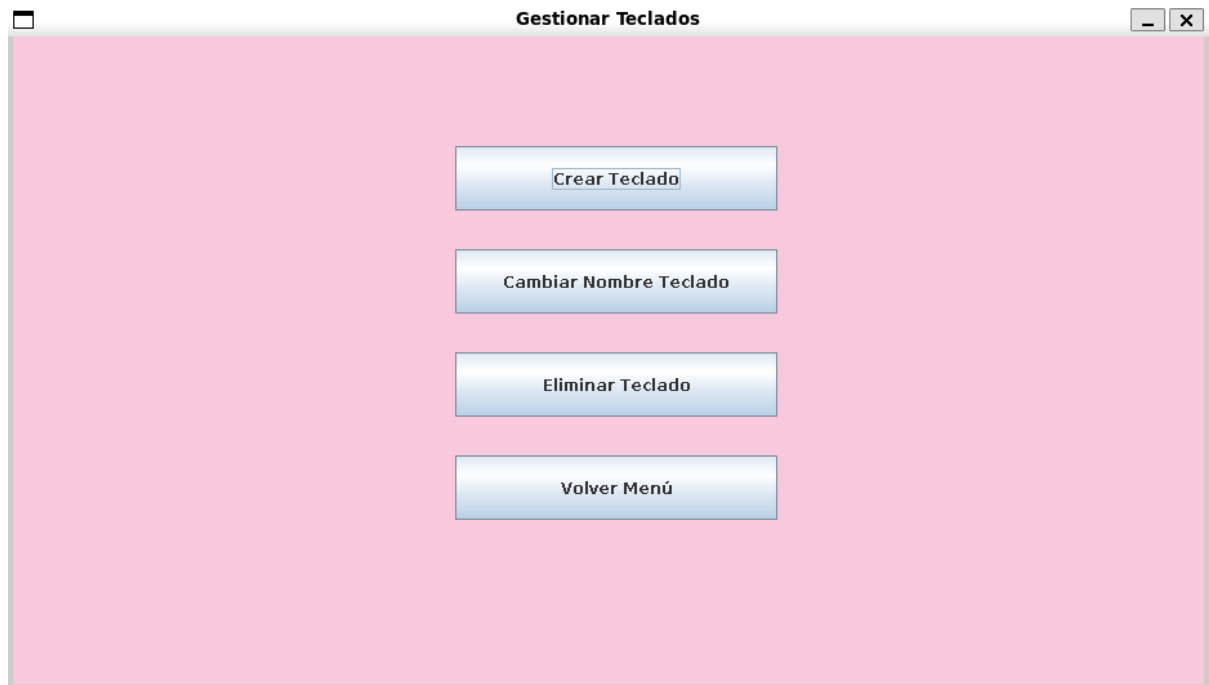 Gestionar Teclados
Crear Teclado
Cambiar Nombre Teclado
Eliminar Teclado
Volver Menú